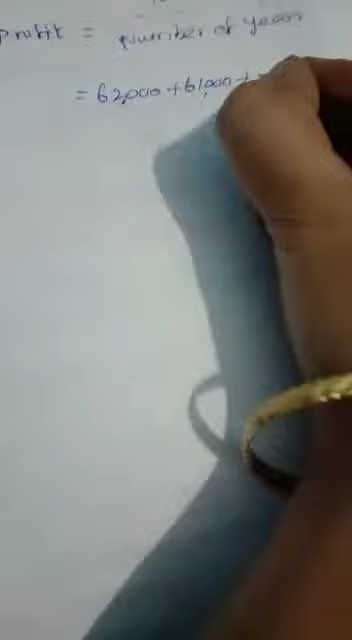 Profit = Number of years
= 62,000 + 61,000 +